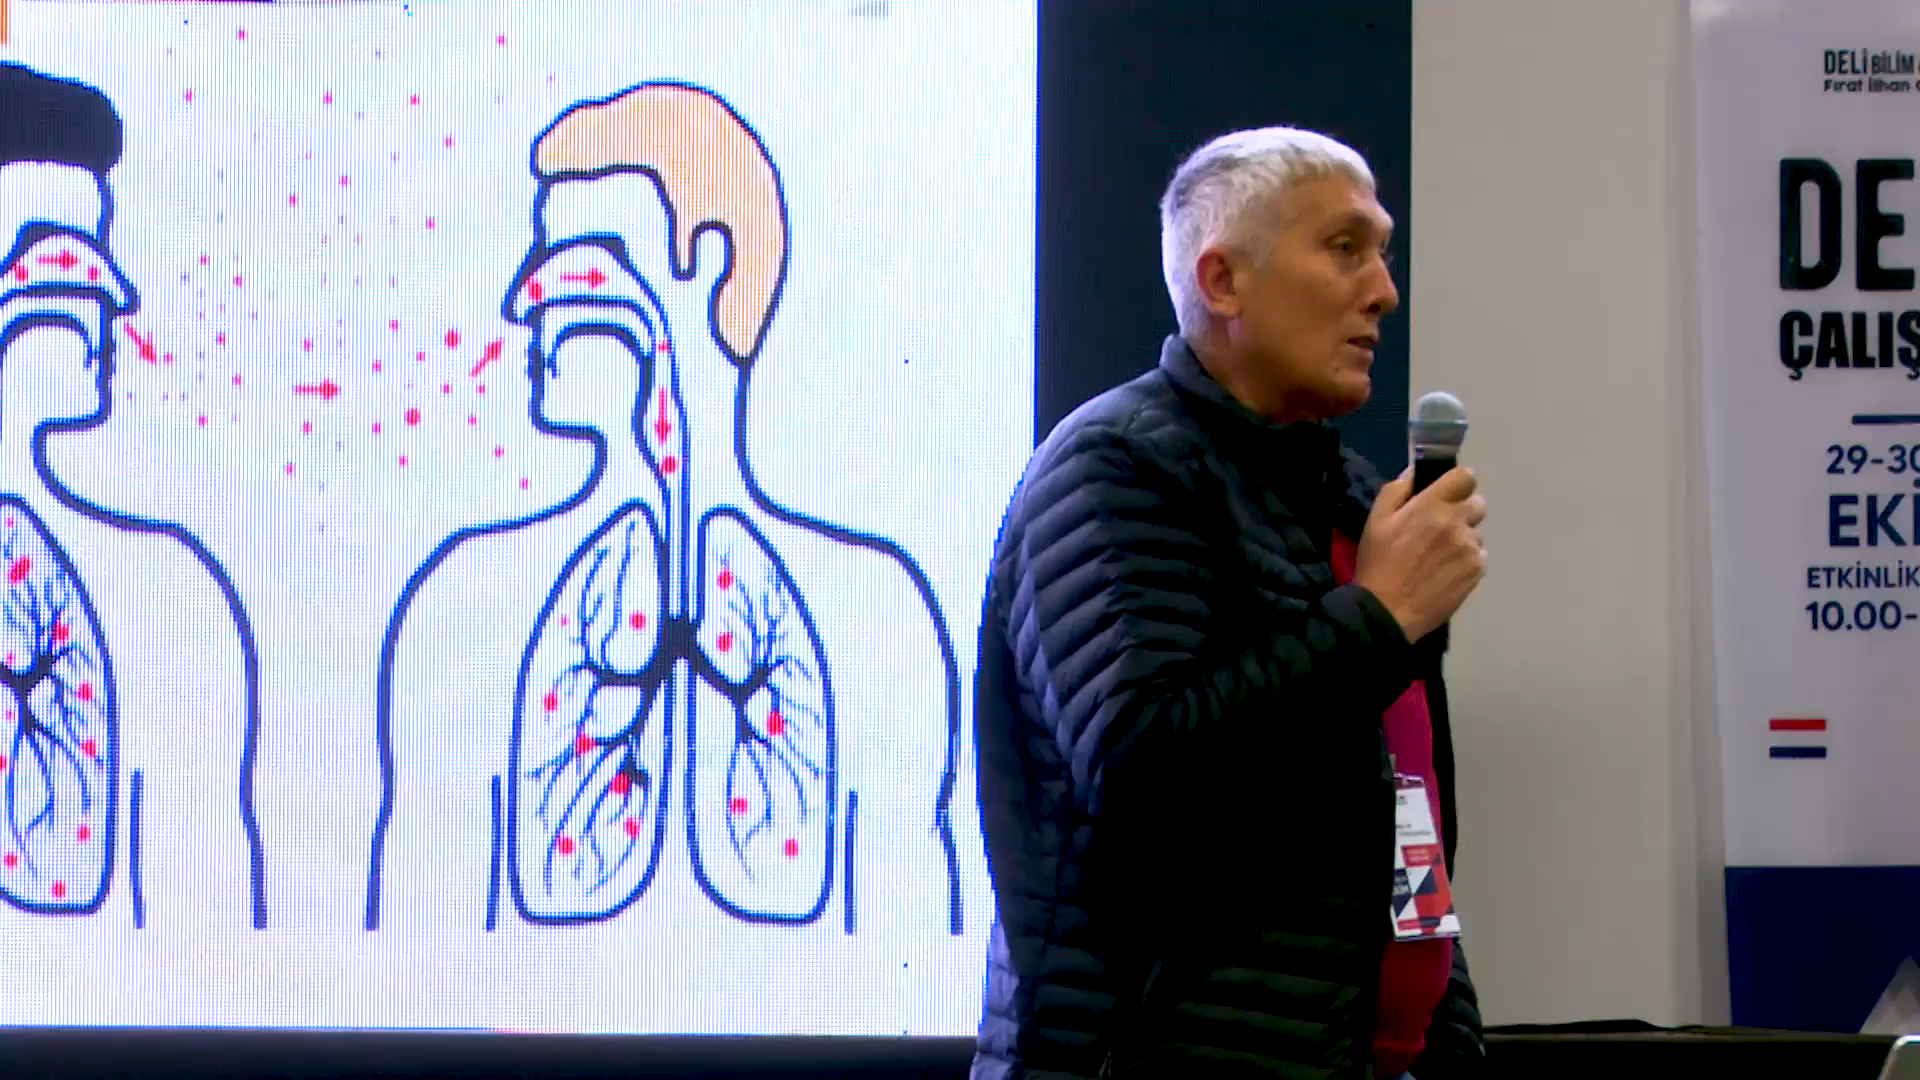 DELİ BİLİM
Fırat İlhan
DE
ÇALIŞ
29-30
EKİ
ETKİNLİK
10.00-